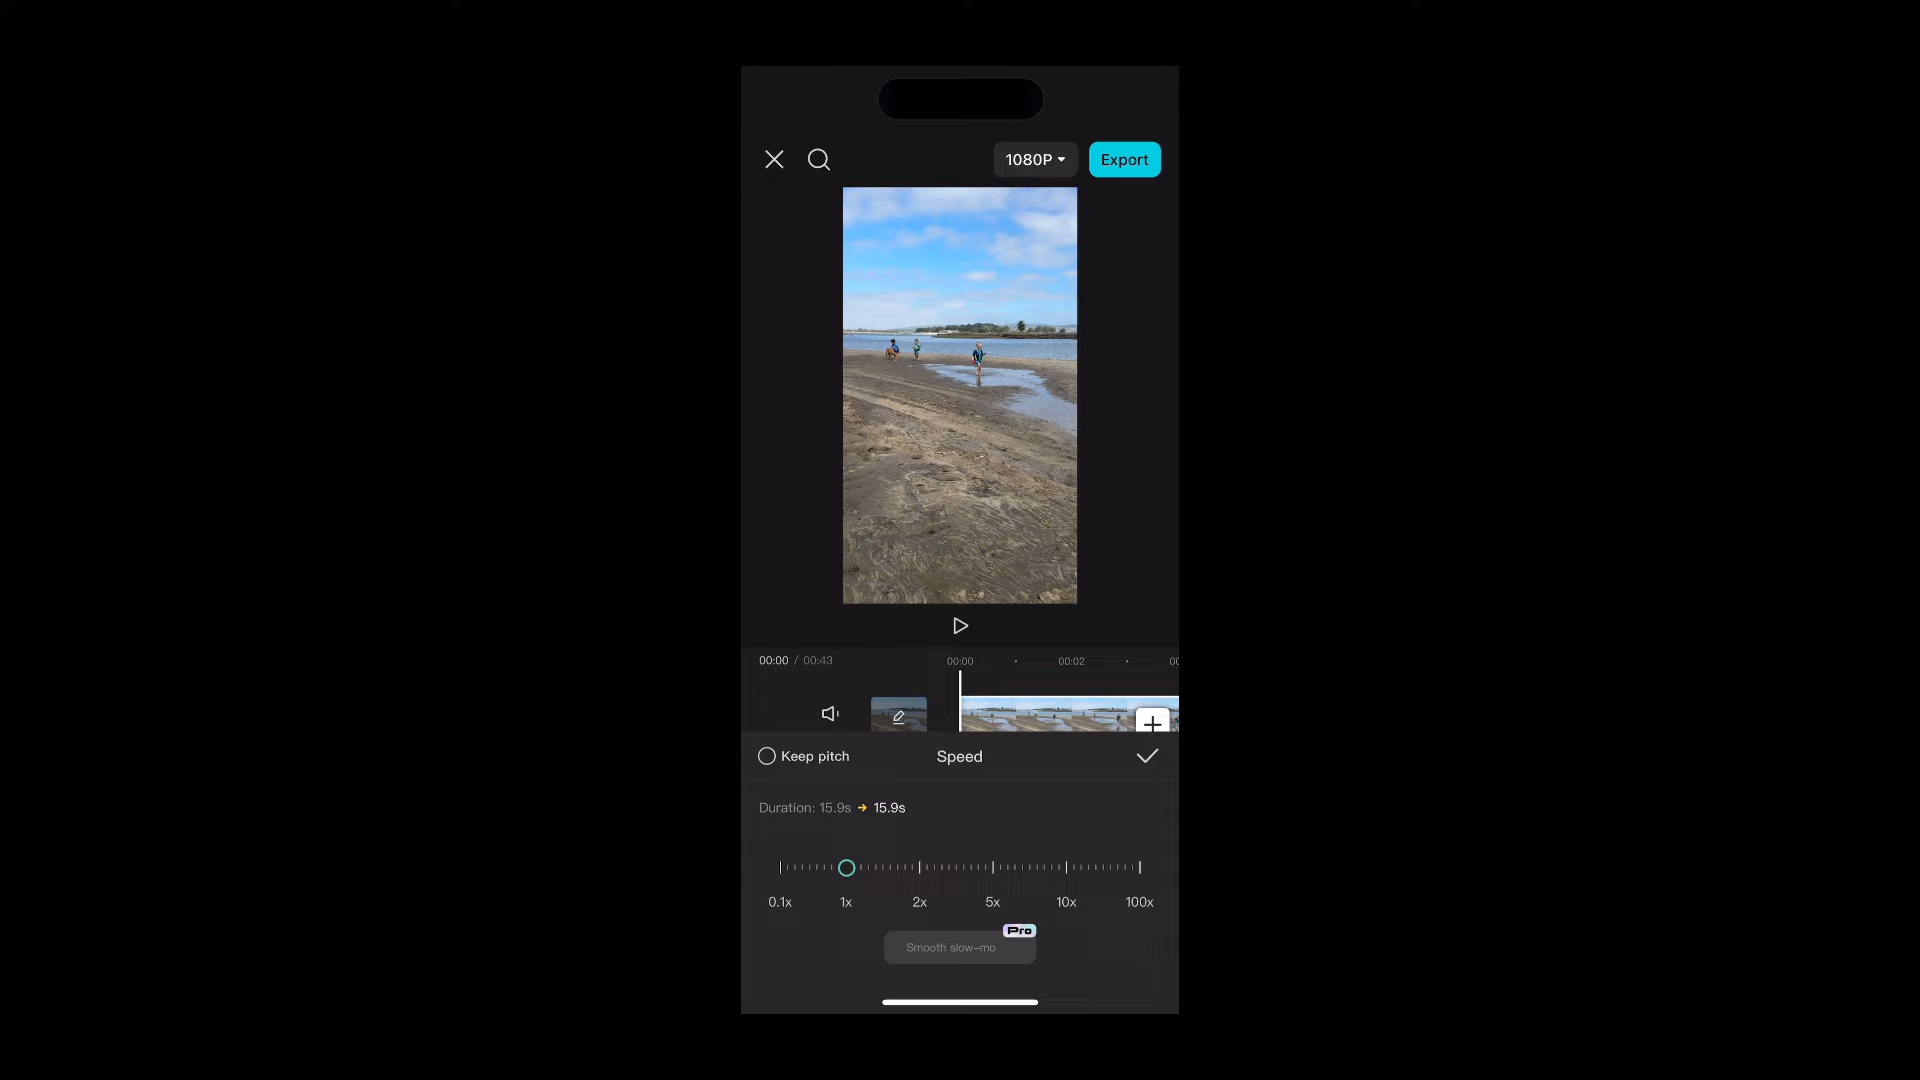 1080P
Export
00:00 / 00:43
00:00
00:02
Keep pitch
Speed
Duration: 15.9s 15.9s
0.1x
1x
2x
5x
10x
100x
Pro
Smooth slow-mo